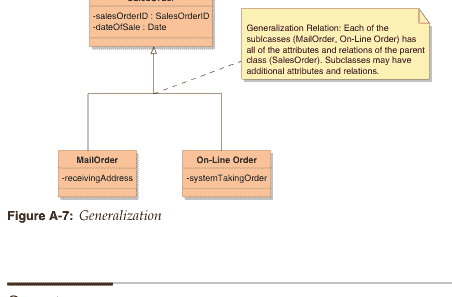 -salesOrderID : SalesOrderID
-dateOfSale : Date
Generalization Relation: Each of the
subcasses (MailOrder, On-Line Order) has
all of the attributes and relations of the parent
class (SalesOrder). Subclasses may have
additional attributes and relations.
MailOrder
-receivingAddress
On-Line Order
-systemTakingOrder
Figure A-7: Generalization